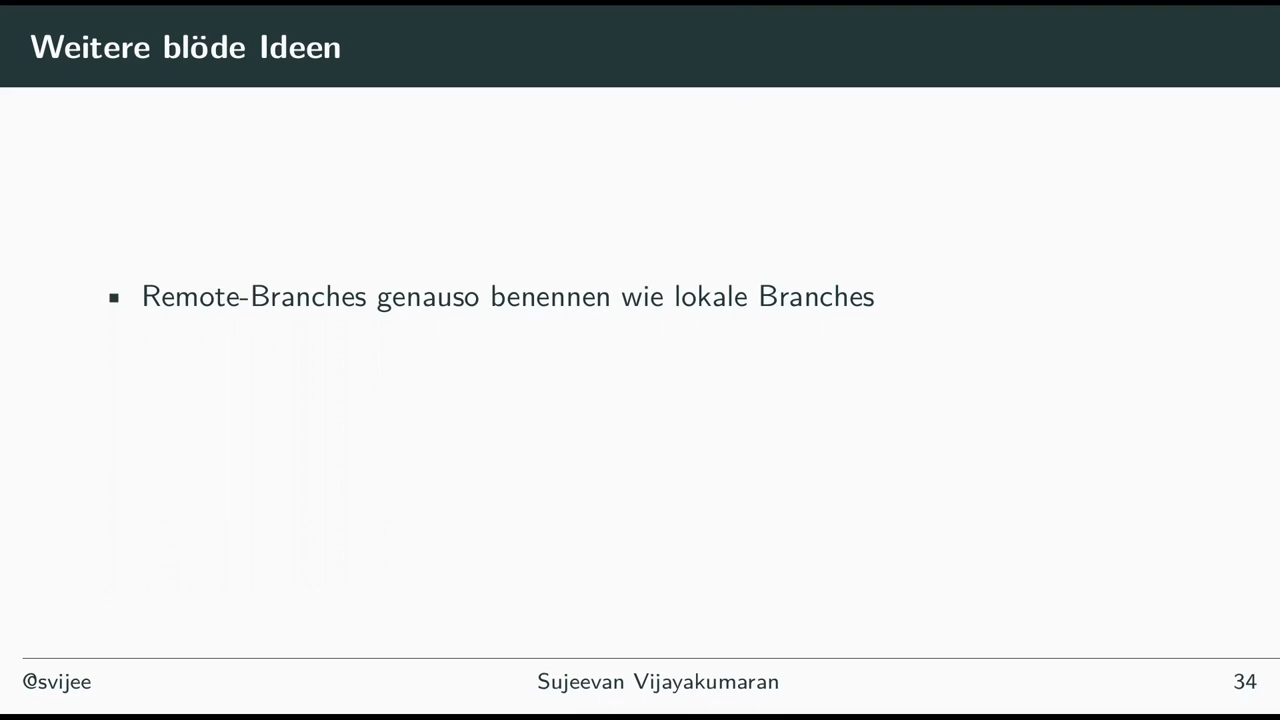 Weitere blöde Ideen
▪ Remote-Branches genauso benennen wie lokale Branches
@svijee
Sujeevan Vijayakumaran
34